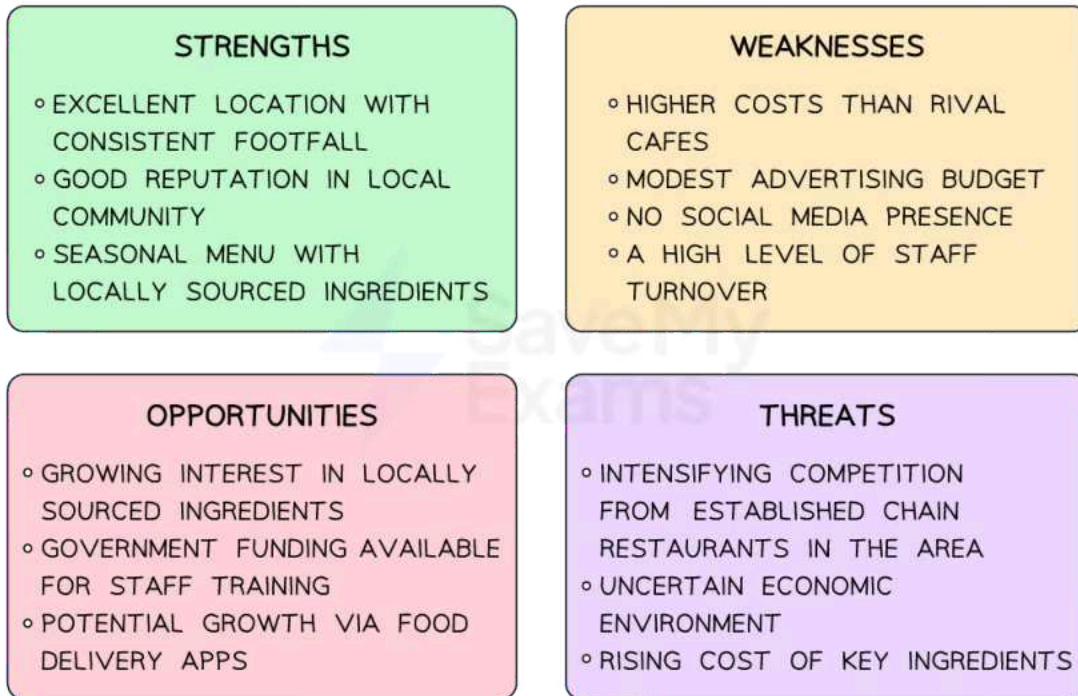 STRENGTHS
° EXCELLENT LOCATION WITH
CONSISTENT FOOTFALL
° GOOD REPUTATION IN LOCAL
COMMUNITY
° SEASONAL MENU WITH
LOCALLY SOURCED INGREDIENTS
WEAKNESSES
° HIGHER COSTS THAN RIVAL
CAFES
° MODEST ADVERTISING BUDGET
° NO SOCIAL MEDIA PRESENCE
° A HIGH LEVEL OF STAFF
TURNOVER
SaveMy
Exams
OPPORTUNITIES
° GROWING INTEREST IN LOCALLY
SOURCED INGREDIENTS
° GOVERNMENT FUNDING AVAILABLE
FOR STAFF TRAINING
° POTENTIAL GROWTH VIA FOOD
DELIVERY APPS
THREATS
° INTENSIFYING COMPETITION
FROM ESTABLISHED CHAIN
RESTAURANTS IN THE AREA
° UNCERTAIN ECONOMIC
ENVIRONMENT
° RISING COST OF KEY INGREDIENTS